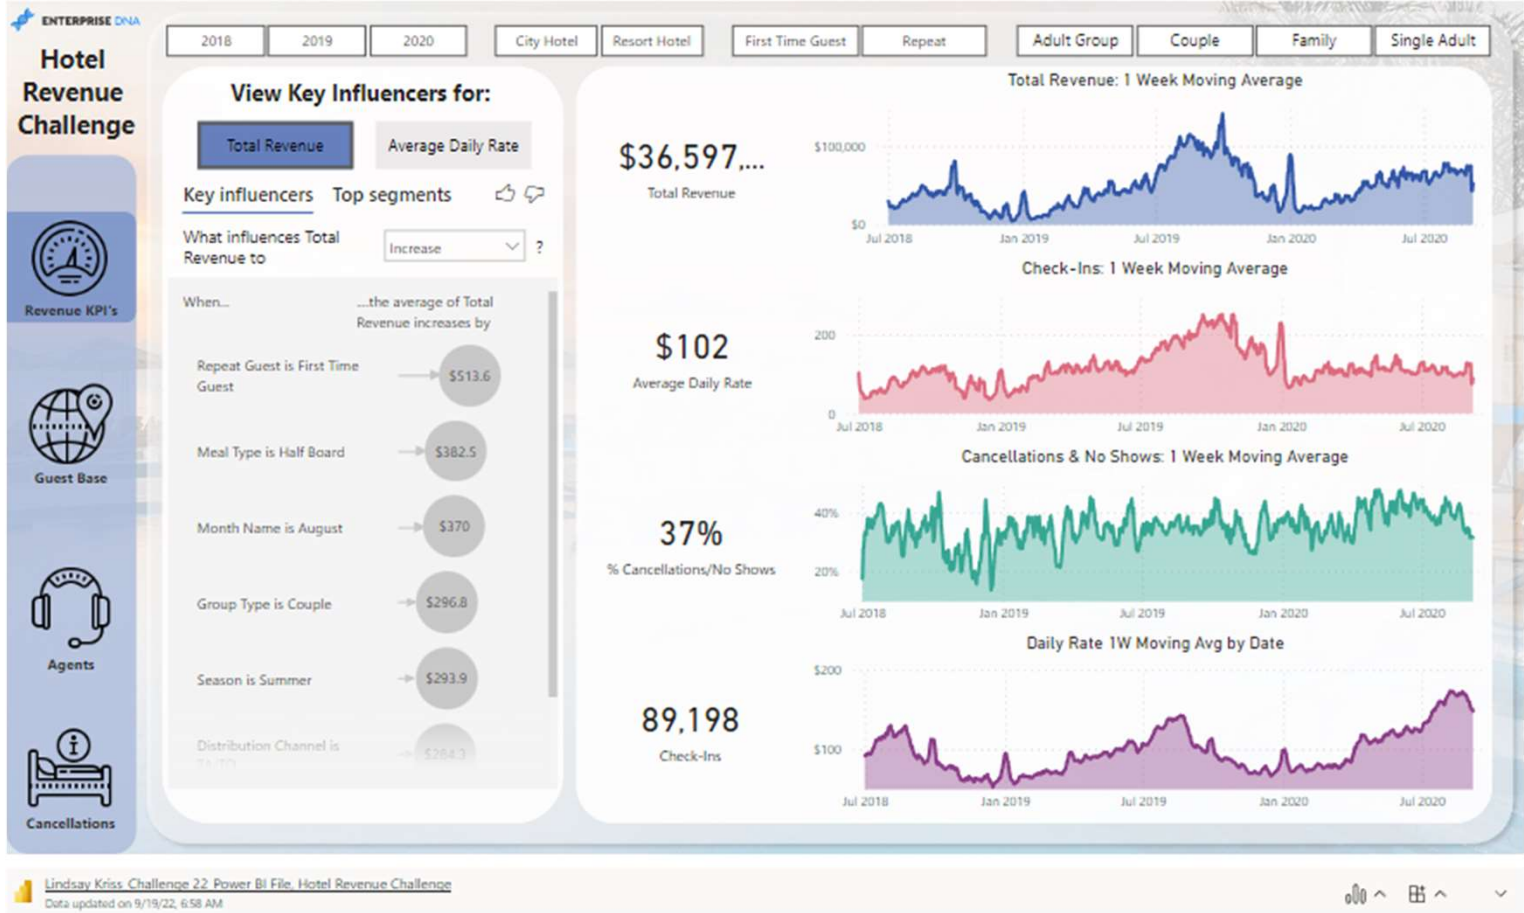 ENTERPRISE DNA
Hotel
Revenue
Challenge
2018
2019
2020
City Hotel
Resort Hotel
First Time Guest
Repeat
Adult Group
Couple
Family
Single Adult
Revenue KPI's
Guest Base
Agents
Cancellations
View Key Influencers for:
Total Revenue
Average Daily Rate
Key influencers
Top segments
What influences Total
Revenue to
Increase
?
When...
....the average of Total
Revenue increases by
Repeat Guest is First Time
Guest
$513.6
Meal Type is Half Board
$382.5
Month Name is August
$370
Group Type is Couple
$296.8
Season is Summer
$293.9
Distribution Channel is
$264.3
$36,597,...
Total Revenue
$102
Average Daily Rate
37%
% Cancellations/No Shows
89,198
Check-Ins
Total Revenue: 1 Week Moving Average
$100,000
$0
Jul 2018
Jan 2019
Jul 2019
Jan 2020
Jul 2020
Check-Ins: 1 Week Moving Average
200
0
Jul 2018
Jan 2019
Jul 2019
Jan 2020
Jul 2020
Cancellations & No Shows: 1 Week Moving Average
40%
20%
Jul 2018
Jan 2019
Jul 2019
Jan 2020
Jul 2020
Daily Rate 1W Moving Avg by Date
$200
$100
Jul 2018
Jan 2019
Jul 2019
Jan 2020
Jul 2020
Lindsay Kriss_Challenge 22_Power BI File, Hotel Revenue Challenge
Data updated on 9/19/22, 6:58 AM